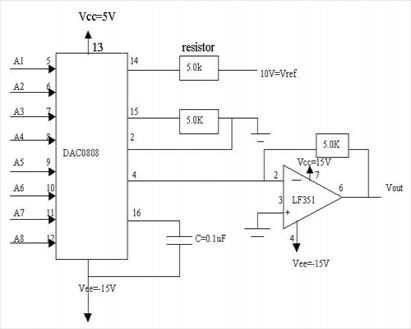 Vcc=5V
13
resistor
A1 5
14
5.0k
10V=Vref
A2 6
A3 7
15
5.0K
A4 8
2
DAC0808
5.0K
A5 9
4
Vcc=15V
2
7
A6 10
LF351
6
Vout
A7 11
16
3
A8 12
C=0.1uF
4
Vee=-15V
Vee=-15V